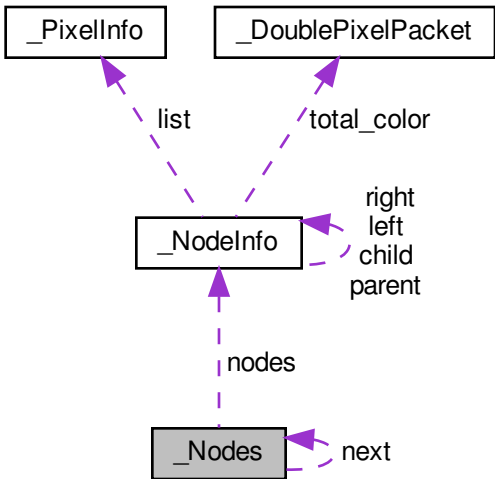 _PixelInfo
_DoublePixelPacket
list
total_color
_NodeInfo
right
left
child
parent
nodes
_Nodes
next